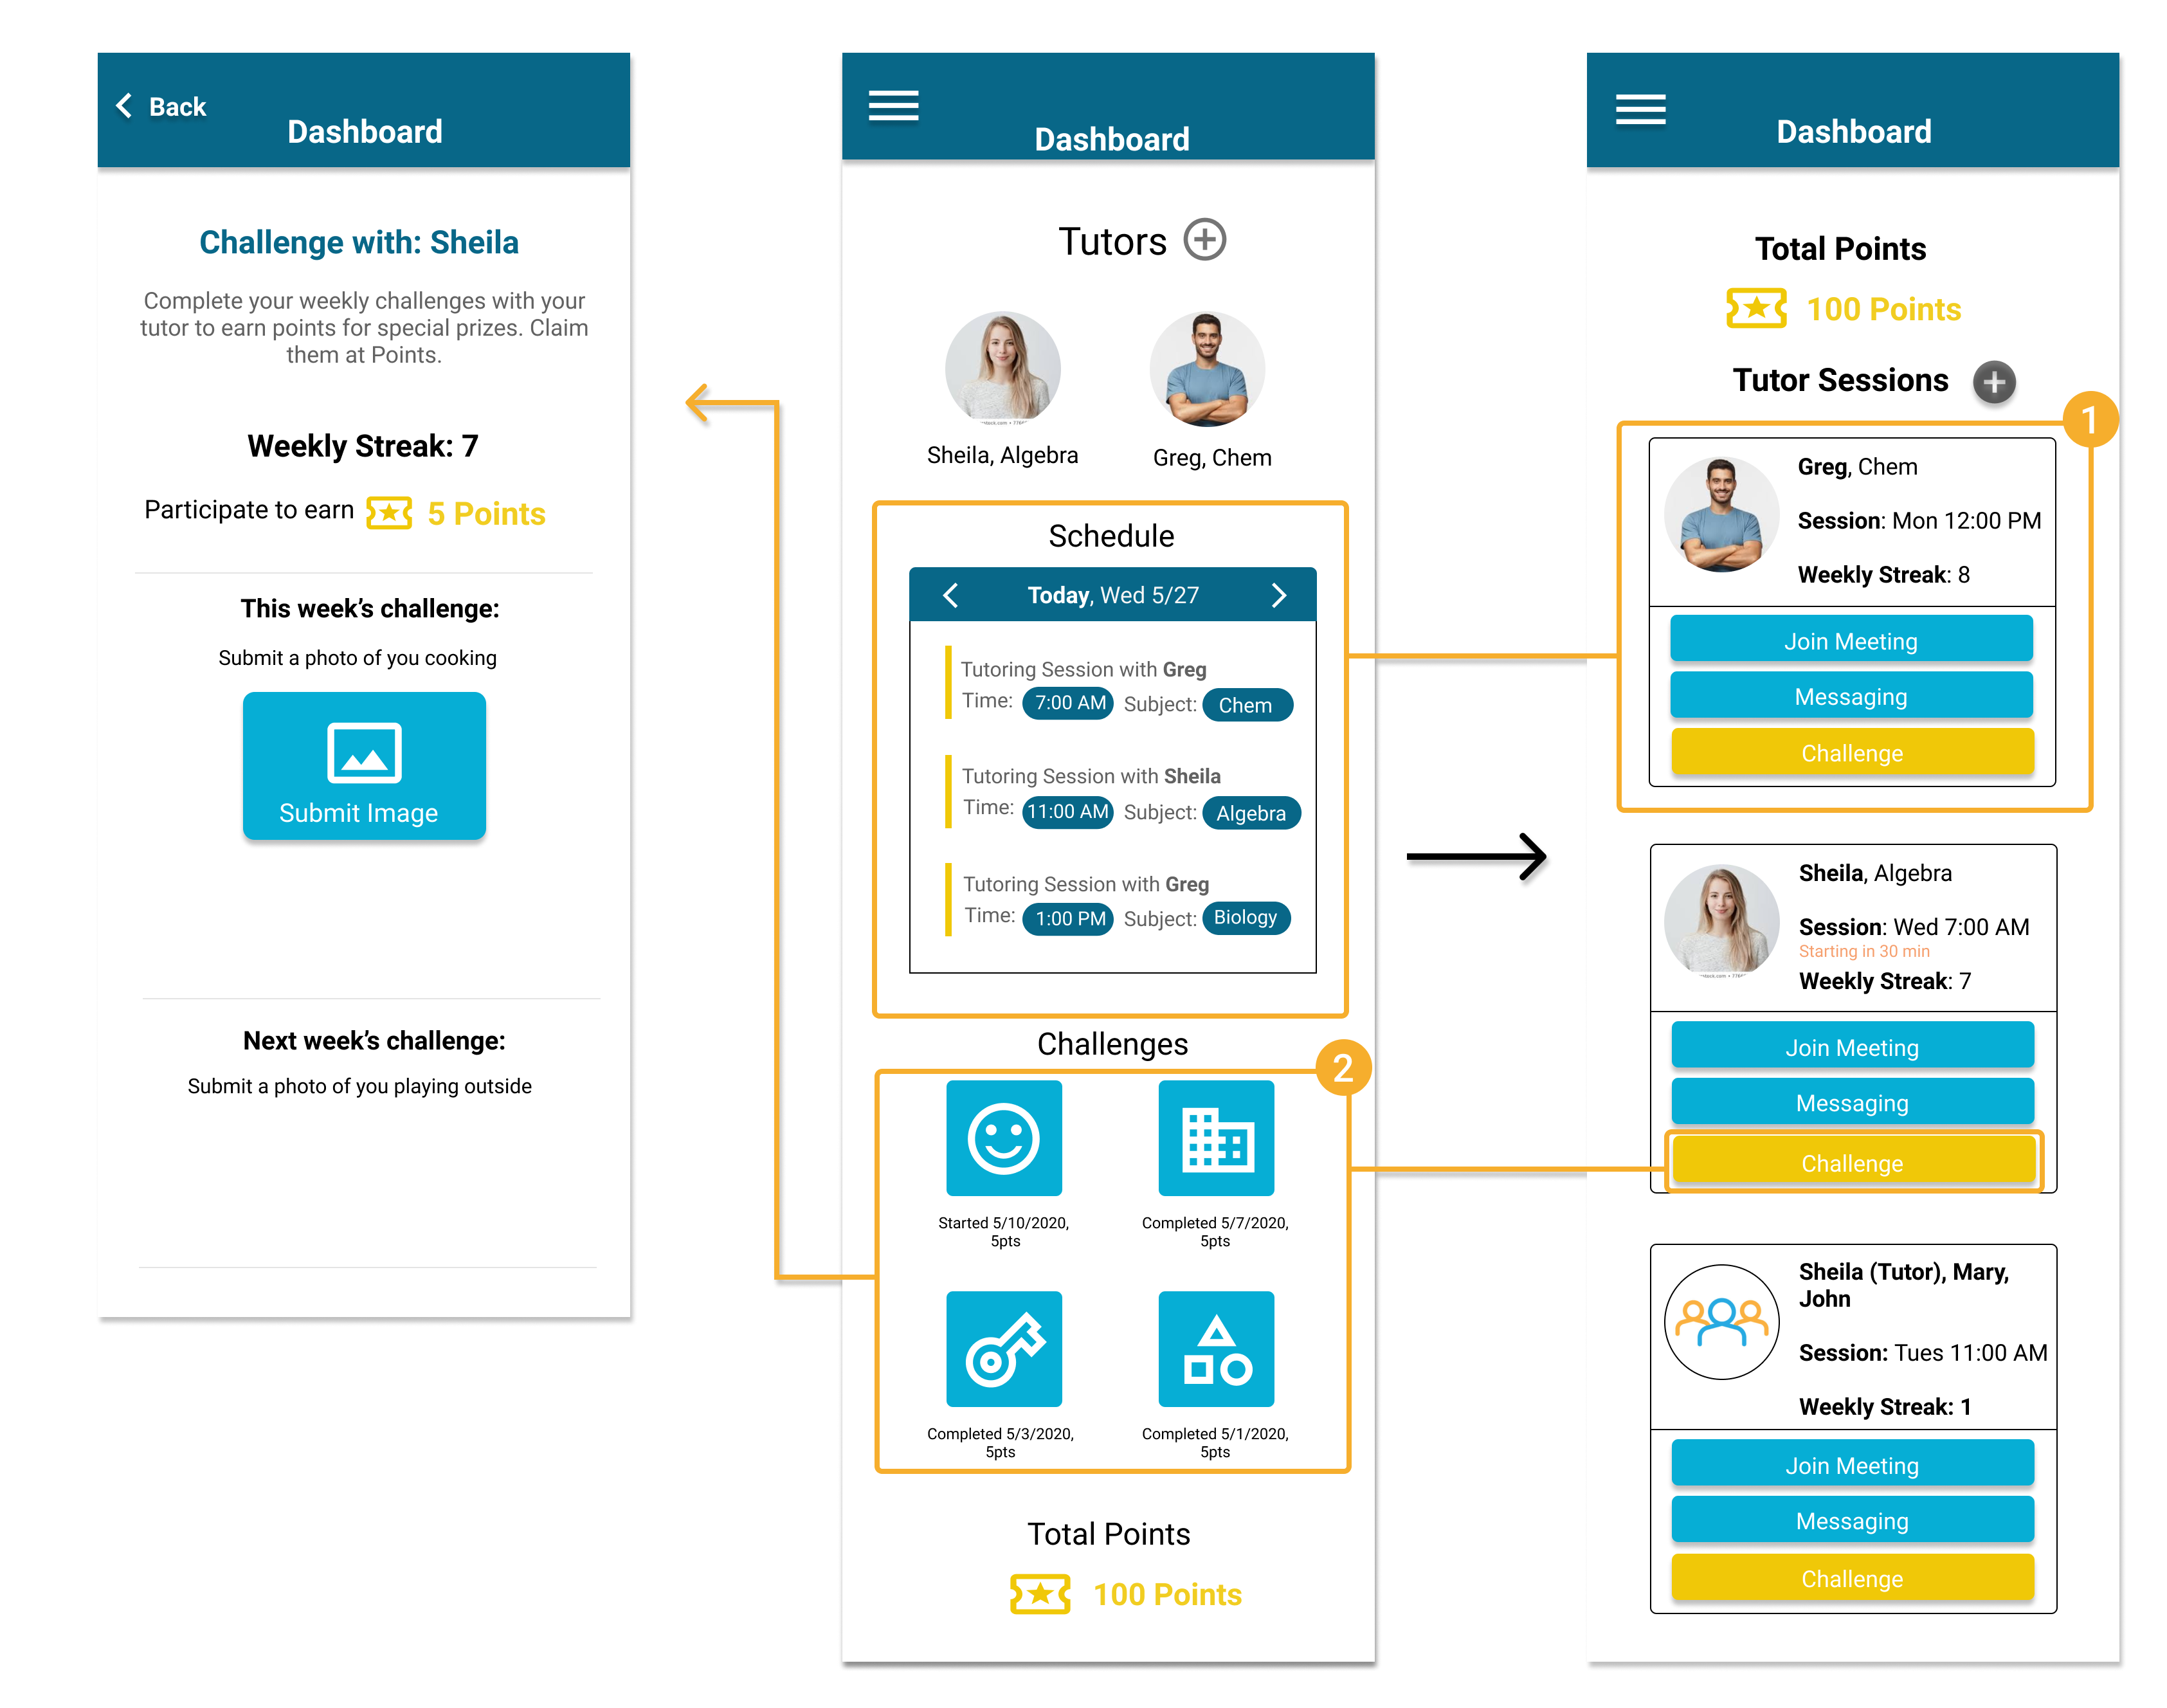 Back
Dashboard
Challenge with: Sheila
Complete your weekly challenges with your
tutor to earn points for special prizes. Claim
them at Points.
Weekly Streak: 7
Participate to earn 5 Points
This week's challenge:
Submit a photo of you cooking
Submit Image
Next week's challenge:
Submit a photo of you playing outside
Dashboard
Tutors
Sheila, Algebra
Greg, Chem
Schedule
Today, Wed 5/27
Tutoring Session with Greg
Time: 7:00 AM Subject: Chem
Tutoring Session with Sheila
Time: 11:00 AM Subject: Algebra
Tutoring Session with Greg
Time: 1:00 PM Subject: Biology
Challenges
2
Started 5/10/2020,
5pts
Completed 5/7/2020,
5pts
Completed 5/3/2020,
5pts
Completed 5/1/2020,
5pts
Total Points
100 Points
Dashboard
Total Points
100 Points
Tutor Sessions
1
Greg, Chem
Session: Mon 12:00 PM
Weekly Streak: 8
Join Meeting
Messaging
Challenge
Sheila, Algebra
Session: Wed 7:00 AM
Starting in 30 min
Weekly Streak: 7
Join Meeting
Messaging
Challenge
Sheila (Tutor), Mary,
John
Session: Tues 11:00 AM
Weekly Streak: 1
Join Meeting
Messaging
Challenge